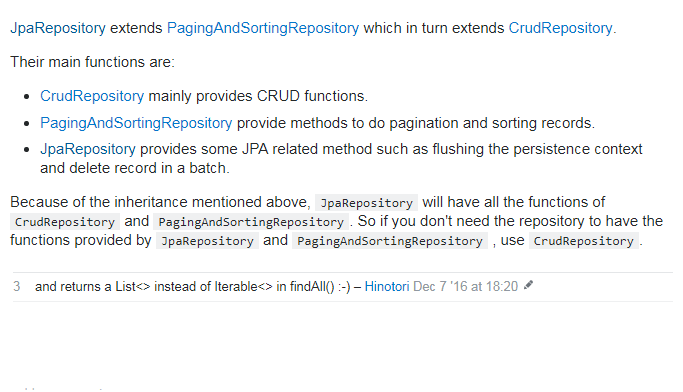 JpaRepository extends PagingAndSortingRepository which in turn extends CrudRepository.
Their main functions are:
• CrudRepository mainly provides CRUD functions.
• PagingAndSortingRepository provide methods to do pagination and sorting records.
• JpaRepository provides some JPA related method such as flushing the persistence context
and delete record in a batch.
Because of the inheritance mentioned above, JpaRepository will have all the functions of
CrudRepository and PagingAndSortingRepository. So if you don't need the repository to have the
functions provided by JpaRepository and PagingAndSortingRepository , use CrudRepository.
3 and returns a List<> instead of Iterable<> in findAll() :-) – Hinotori Dec 7 '16 at 18:20